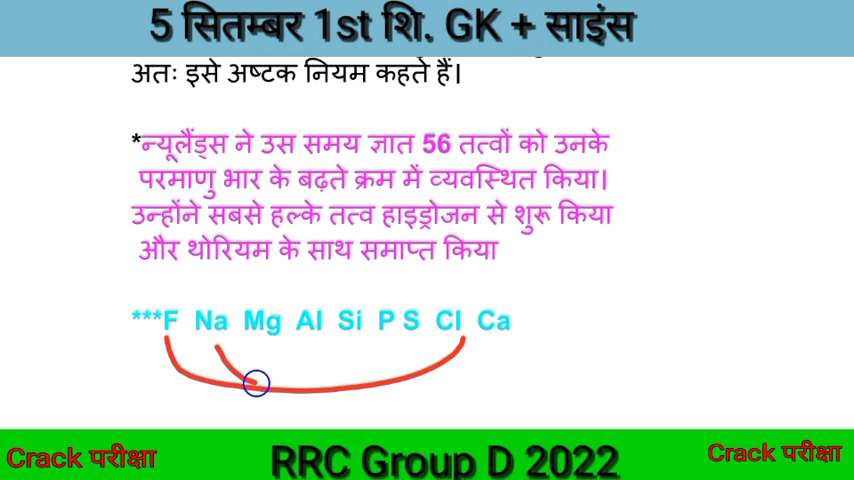 5 सितम्बर 1st शि. GK + साइंस
अतः इसे अष्टक नियम कहते हैं।
*न्यूलैंड्स ने उस समय ज्ञात 56 तत्वों को उनके
परमाणु भार के बढ़ते क्रम में व्यवस्थित किया।
उन्होंने सबसे हल्के तत्व हाइड्रोजन से शुरू किया
और थोरियम के साथ समाप्त किया
***F Na Mg Al Si P S Cl Ca
Crack परीक्षा RRC Group D 2022 Crack परीक्षा